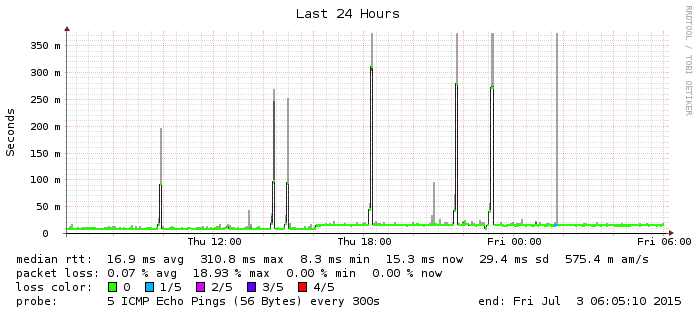 Last 24 Hours
RRDTOOL / TOBI OETIKER
Seconds
350 m
300 m
250 m
200 m
150 m
100 m
50 m
0
Thu 12:00 Thu 18:00 Fri 00:00 Fri 06:00
median rtt: 16.9 ms avg 310.8 ms max 8.3 ms min 15.3 ms now 29.4 ms sd 575.4 m am/s
packet loss: 0.07 % avg 18.93 % max 0.00 % min 0.00 % now
loss color: 0 1/5 2/5 3/5 4/5
probe: 5 ICMP Echo Pings (56 Bytes) every 300s end: Fri Jul 3 06:05:10 2015